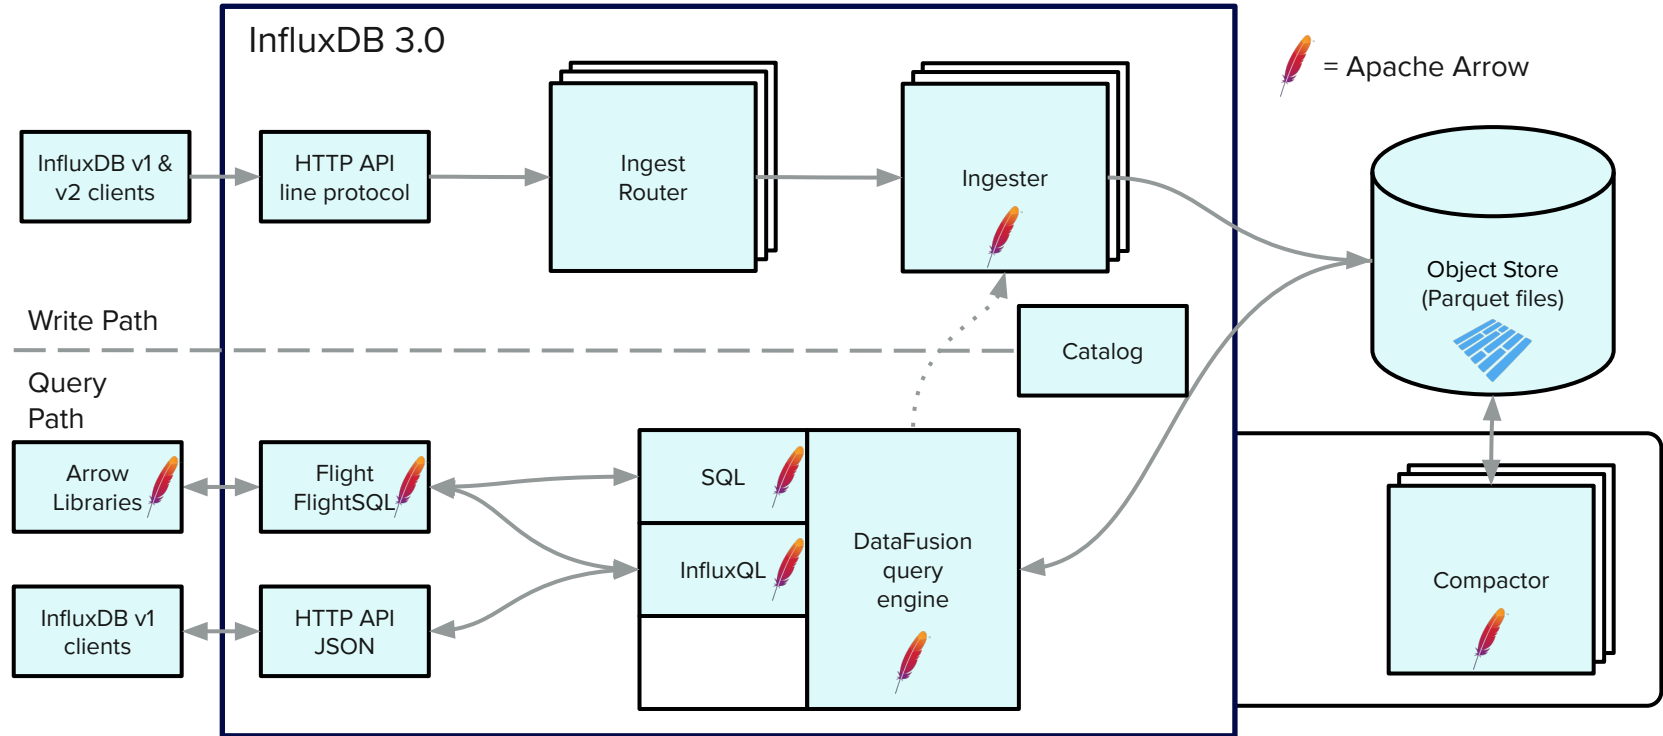 InfluxDB 3.0
= Apache Arrow
InfluxDB v1 &
v2 clients
HTTP API
line protocol
Ingest
Router
Ingester
Object Store
(Parquet files)
Write Path
Catalog
Query
Path
Arrow
Libraries
Flight
FlightSQL
SQL
InfluxQL
DataFusion
query
engine
Compactor
InfluxDB v1
clients
HTTP API
JSON